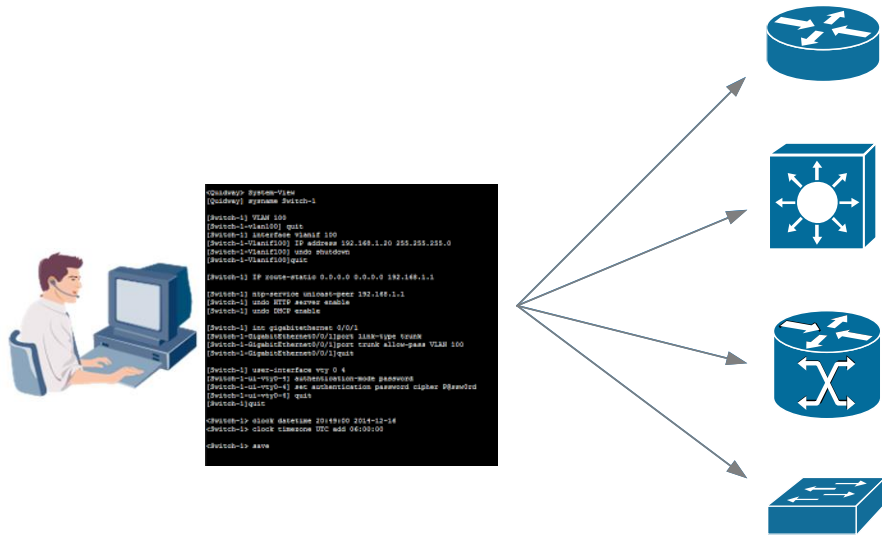 <Quidway> System-View
[Quidway] sysname Switch-1
[Switch-1] VLAN 100
[Switch-1-vlan100] quit
[Switch-1] interface vlanif 100
[Switch-1-Vlanif100] IP address 192.168.1.20 255.255.255.0
[Switch-1-Vlanif100] undo shutdown
[Switch-1-Vlanif100]quit
[Switch-1] IP route-static 0.0.0.0 0.0.0.0 192.168.1.1
[Switch-1] ntp-service unicast-peer 192.168.1.1
[Switch-1] undo HTTP server enable
[Switch-1] undo DHCP enable
[Switch-1] int gigabitethernet 0/0/1
[Switch-1-GigabitEthernet0/0/1]port link-type trunk
[Switch-1-GigabitEthernet0/0/1]port trunk allow-pass VLAN 100
[Switch-1-GigabitEthernet0/0/1]quit
[Switch-1] user-interface vty 0 4
[Switch-1-ui-vty0-4] authentication-mode password
[Switch-1-ui-vty0-4] set authentication password cipher P@ssw0rd
[Switch-1-ui-vty0-4] quit
[Switch-1]quit
<Switch-1> clock datetime 20:49:00 2014-12-16
<Switch-1> clock timezone UTC add 06:00:00
<Switch-1> save